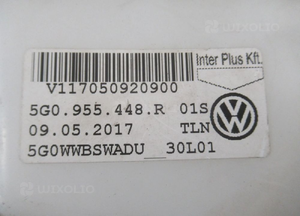 Inter Plus Kft.
V117050920900
5G0.955.448.R 01S
09.05.2017 TLN
5G0WWBSWADU 30L01